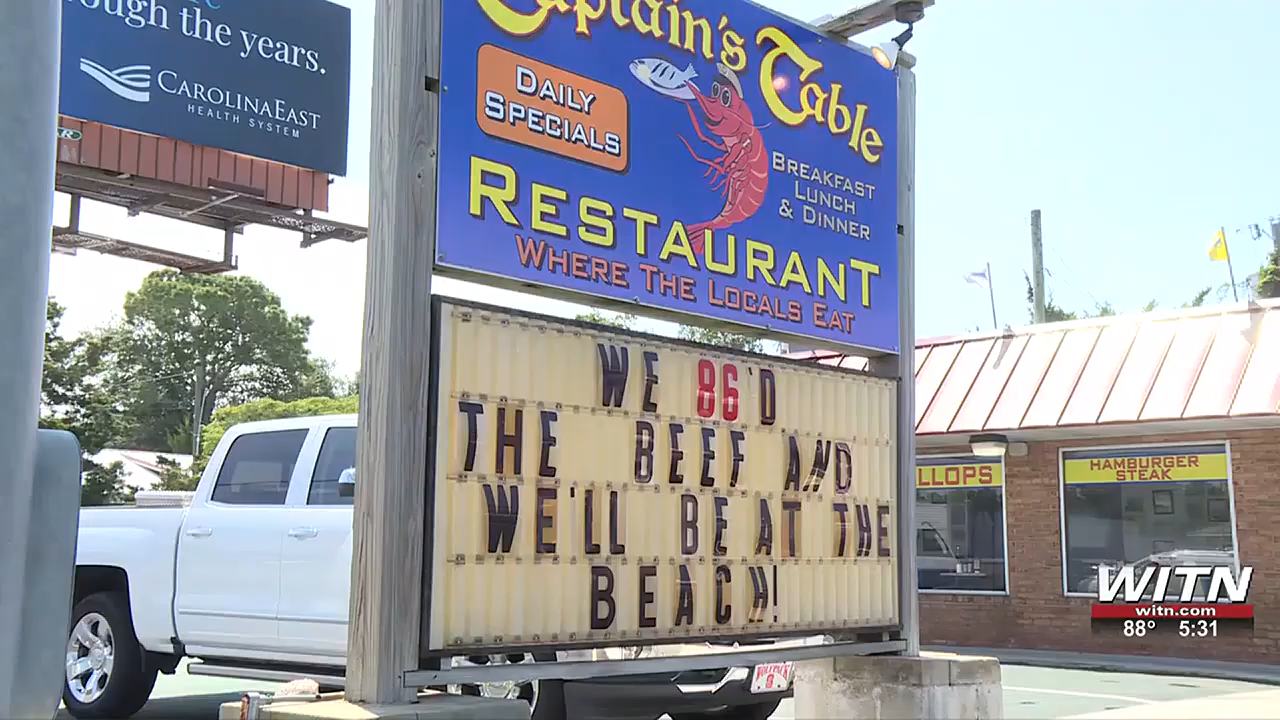 ough the years.
CAROLINAEAST
HEALTH SYSTEM
Captain's Table
DAILY
SPECIALS
BREAKFAST
LUNCH
& DINNER
RESTAURANT
WHERE THE LOCALS EAT
WE 86'D
THE BEEF AND
WE'LL BE AT THE
BEACH!
LLOPS
HAMBURGER
STEAK
WOLFPACK
WITN
witn.com
88° 5:31